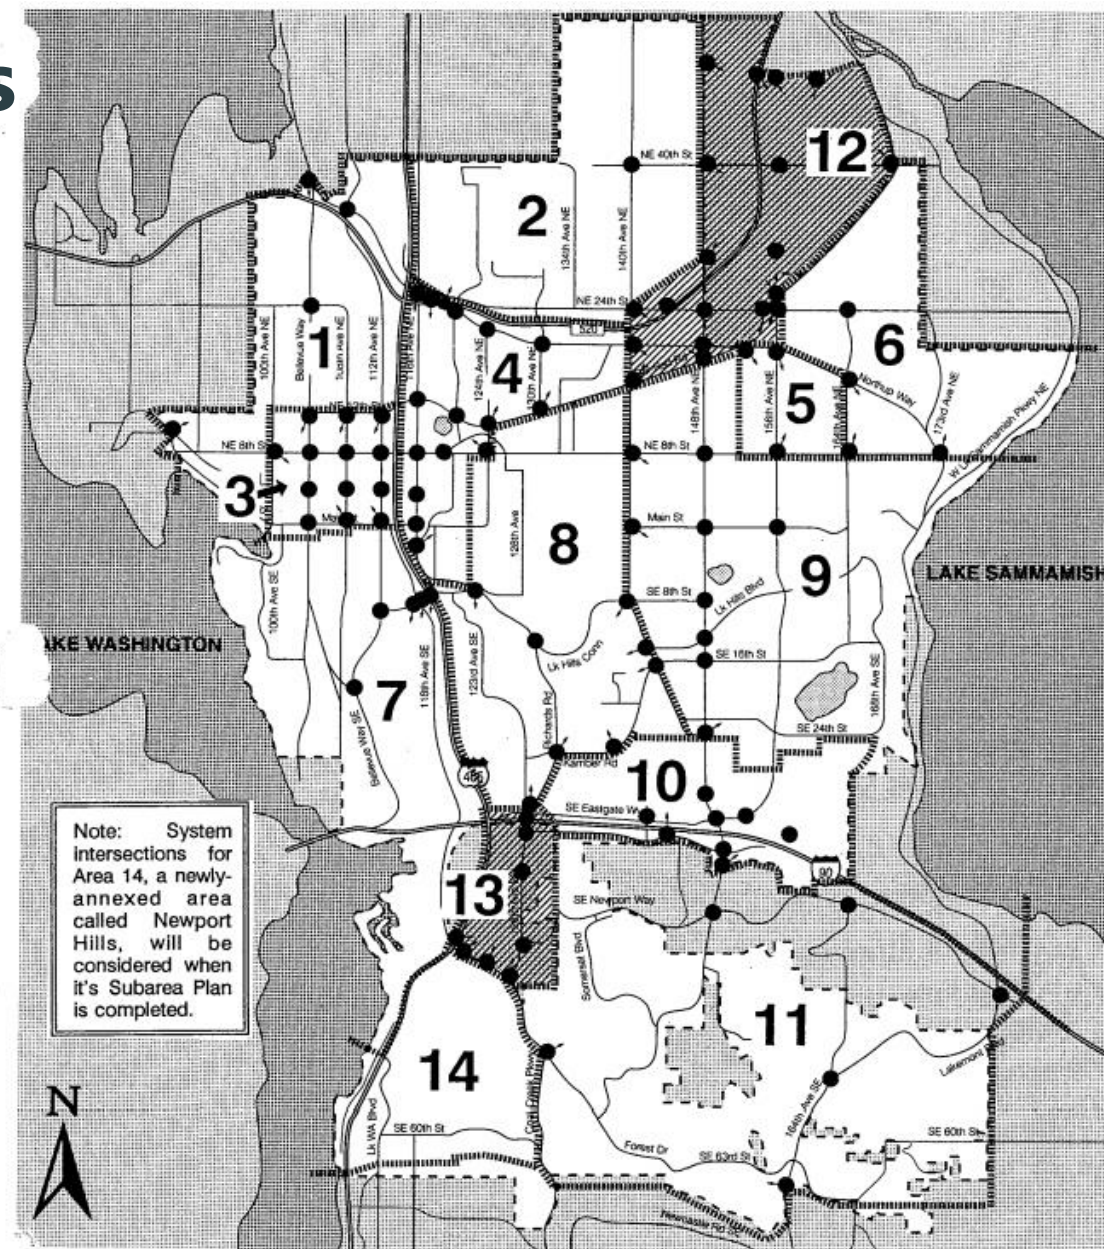 s
12
NE 40th St
2
134th Ave NE
140th Ave NE
NE 24th St
520
1
100th Ave NE
Bellevue Way
112th Ave NE
124th Ave NE
4
6
148th Ave NE
156th Ave NE
5
Northup Way
173rd Ave NE
W Lk Sammamish Pkwy NE
NE 8th St
NE 8th St
3
128th Ave
8
Main St
9
LAKE SAMMAMISH
100th Ave SE
SE 8th St
Lk Hills Blvd
AKE WASHINGTON
118th Ave SE
123rd Ave SE
Lk Hills Conn
SE 16th St
168th Ave SE
7
Bellevue Way SE
Richards Rd
SE 24th St
Kamber Rd
405
10
SE Eastgate W
90
Note: System
intersections for
Area 14, a newly-
annexed area
called Newport
Hills, will be
considered when
it's Subarea Plan
is completed.
13
SE Newport Way
Somerset Blvd
11
14
Lakemont
N
Lk WA Blvd
Coal Creek Pkwy
164th Ave SE
SE 60th St
SE 60th St
Forest Dr
SE 63rd St
Newcastle Rd